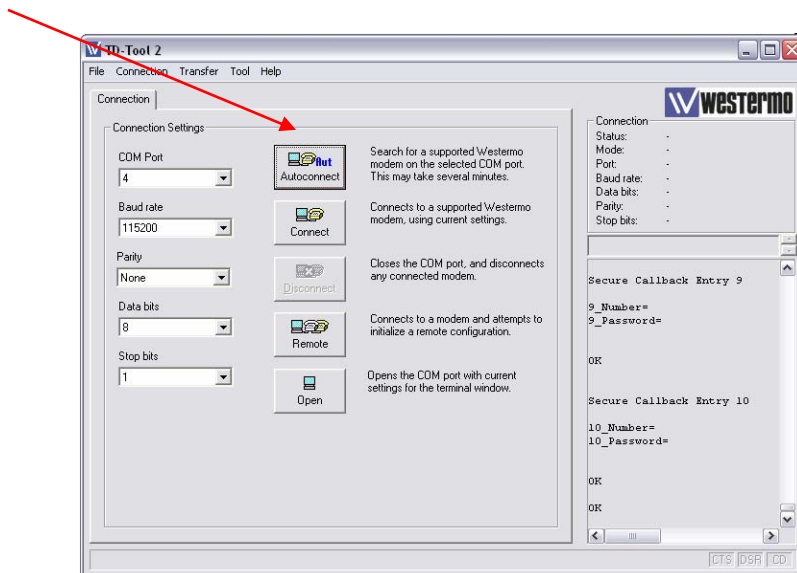 TD-Tool 2
File Connection Transfer Tool Help
Connection
Connection Settings
COM Port
4
Baud rate
115200
Parity
None
Data bits
8
Stop bits
1
Aut
Autoconnect
Search for a supported Westermo
modem on the selected COM port.
This may take several minutes.
Connect
Connects to a supported Westermo
modem, using current settings.
Disconnect
Closes the COM port, and disconnects
any connected modem.
Remote
Connects to a modem and attempts to
initialize a remote configuration.
Open
Opens the COM port with current
settings for the terminal window.
westermo
Connection
Status: -
Mode: -
Port: -
Baud rate: -
Data bits: -
Parity: -
Stop bits: -
Secure Callback Entry 9
9_Number=
9_Password=
OK
Secure Callback Entry 10
10_Number=
10_Password=
OK
OK
CTS DSR CD